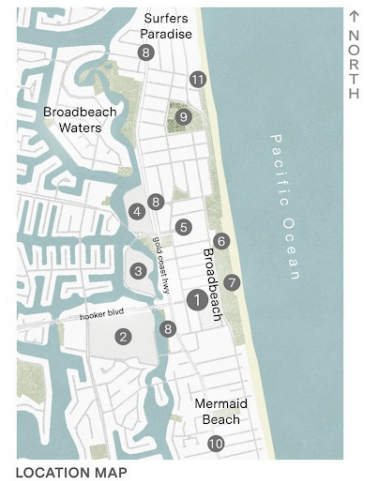 Surfers
Paradise
8
NORTH
11
Broadbeach
Waters
9
Pacific Ocean
8
4
5
6
gold coast hwy
Broadbeach
3
7
1
hooker blvd
8
2
Mermaid
Beach
10
LOCATION MAP